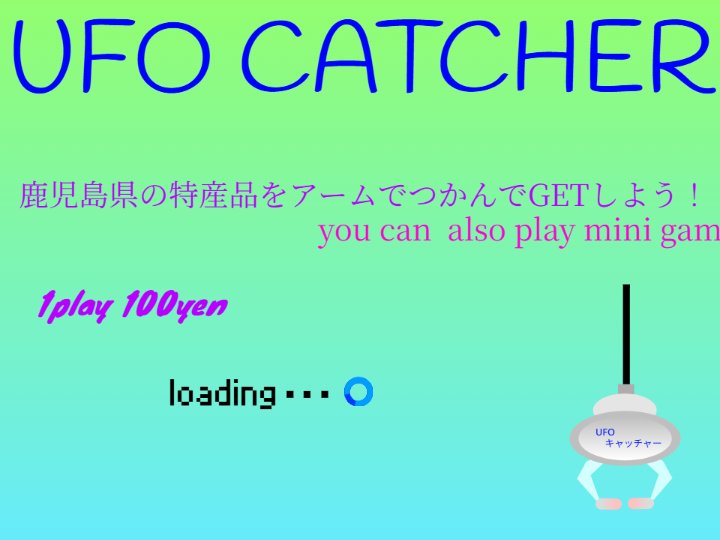 UFO CATCHER
鹿児島県の特産品をアームでつかんでGETしよう！
you can also play mini gam
1play 100yen
loading...
UFO
キャッチャー